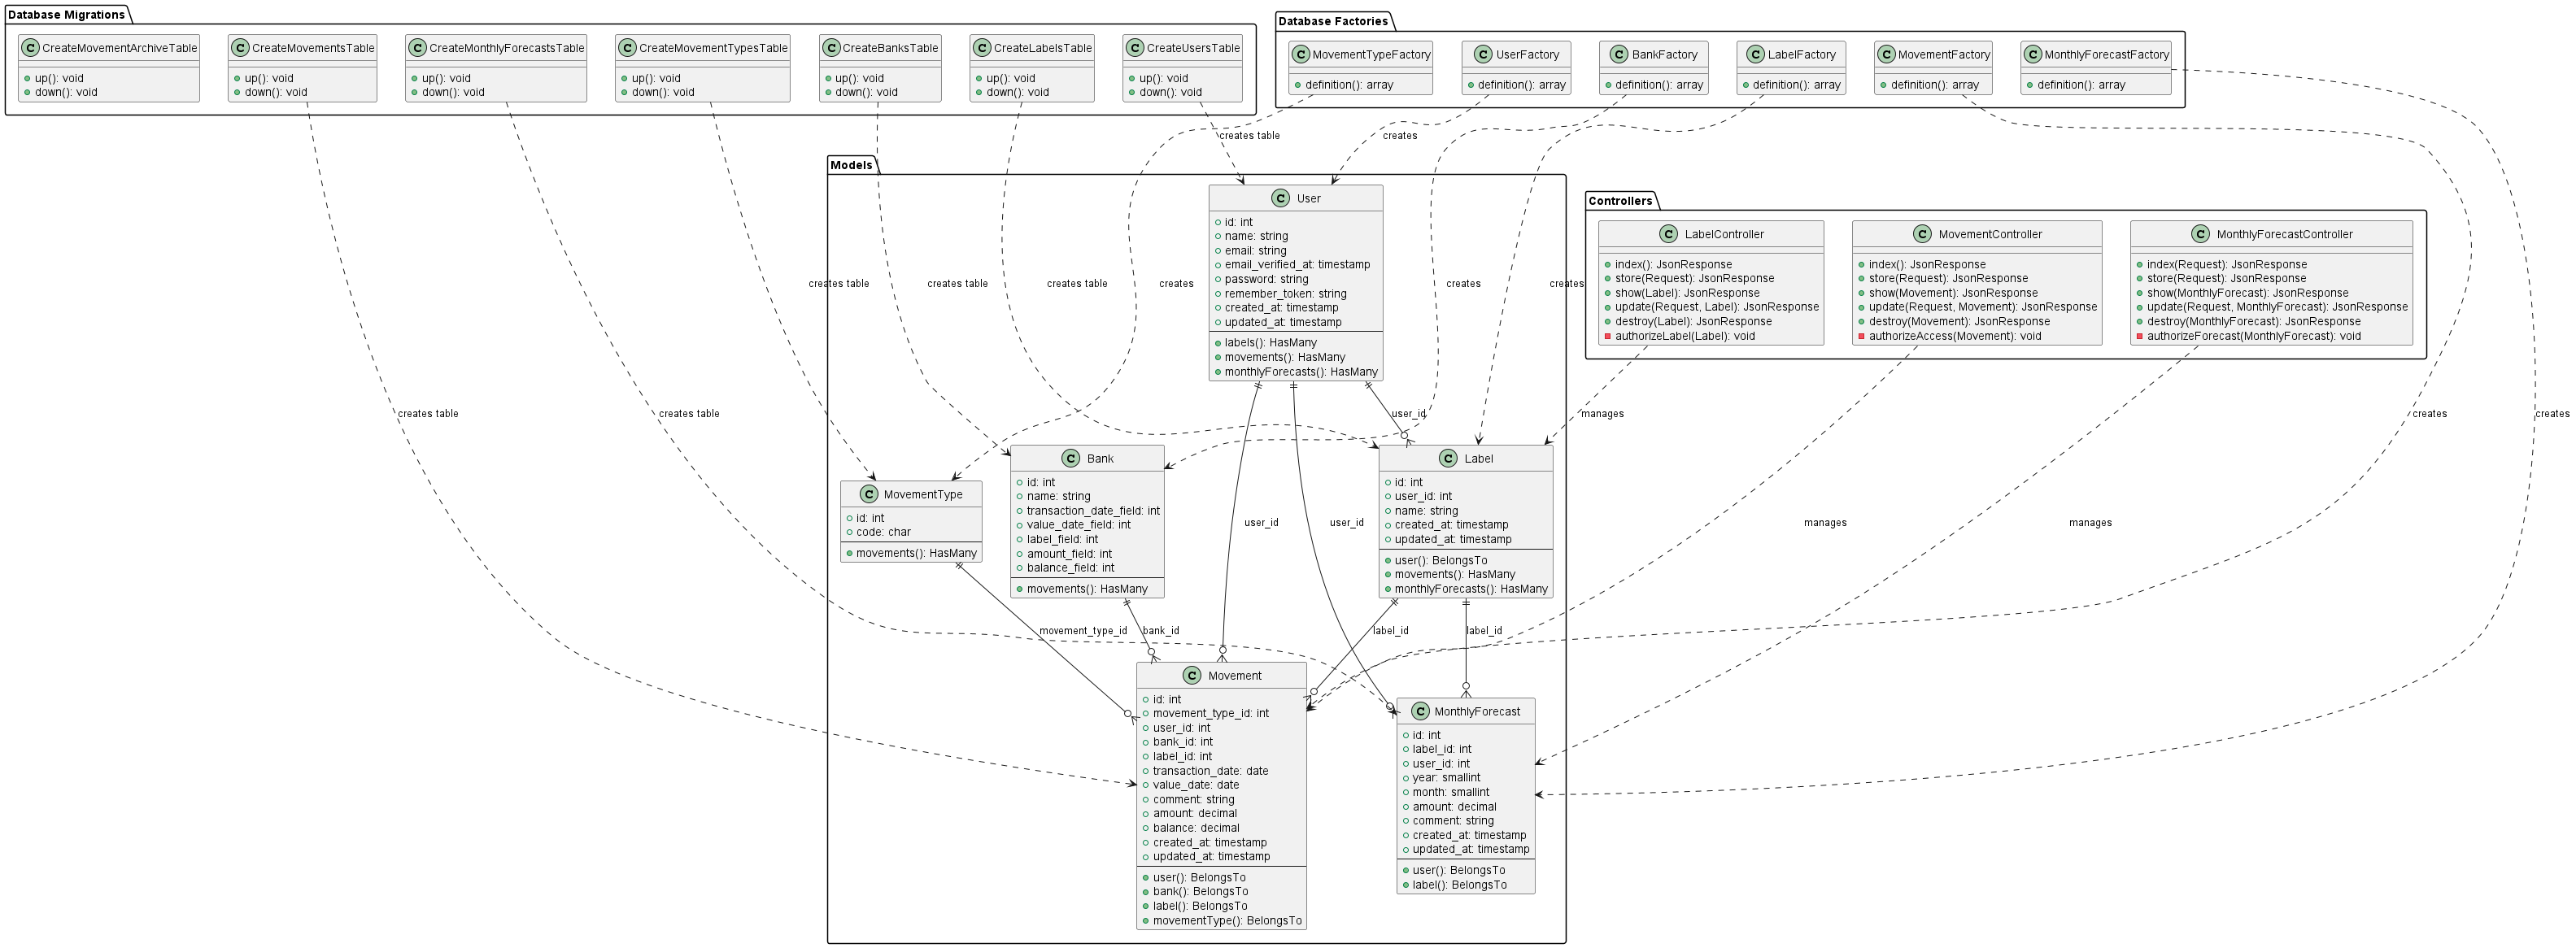 Database Migrations
CreateMovementArchiveTable
up(): void
down(): void
CreateMovementsTable
up(): void
down(): void
CreateMonthlyForecastsTable
up(): void
down(): void
CreateMovementTypesTable
up(): void
down(): void
CreateBanksTable
up(): void
down(): void
CreateLabelsTable
up(): void
down(): void
CreateUsersTable
up(): void
down(): void
Database Factories
MovementTypeFactory
definition(): array
UserFactory
definition(): array
BankFactory
definition(): array
LabelFactory
definition(): array
MovementFactory
definition(): array
MonthlyForecastFactory
definition(): array
creates table
creates
Models
User
id: int
name: string
email: string
email_verified_at: timestamp
password: string
remember_token: string
created_at: timestamp
updated_at: timestamp
labels(): HasMany
movements(): HasMany
monthlyForecasts(): HasMany
Controllers
LabelController
index(): JsonResponse
store(Request): JsonResponse
show(Label): JsonResponse
update(Request, Label): JsonResponse
destroy(Label): JsonResponse
authorizeLabel(Label): void
MovementController
index(): JsonResponse
store(Request): JsonResponse
show(Movement): JsonResponse
update(Request, Movement): JsonResponse
destroy(Movement): JsonResponse
authorizeAccess(Movement): void
MonthlyForecastController
index(Request): JsonResponse
store(Request): JsonResponse
show(MonthlyForecast): JsonResponse
update(Request, MonthlyForecast): JsonResponse
destroy(MonthlyForecast): JsonResponse
authorizeForecast(MonthlyForecast): void
creates table
creates table
creates table
creates
creates
creates
creates table
creates table
user_id
manages
creates
creates
MovementType
id: int
code: char
movements(): HasMany
Bank
id: int
name: string
transaction_date_field: int
value_date_field: int
label_field: int
amount_field: int
balance_field: int
movements(): HasMany
Label
id: int
user_id: int
name: string
created_at: timestamp
updated_at: timestamp
user(): BelongsTo
movements(): HasMany
monthlyForecasts(): HasMany
user_id
user_id
manages
manages
movement_type_id
bank_id
label_id
label_id
Movement
id: int
movement_type_id: int
user_id: int
bank_id: int
label_id: int
transaction_date: date
value_date: date
comment: string
amount: decimal
balance: decimal
created_at: timestamp
updated_at: timestamp
user(): BelongsTo
bank(): BelongsTo
label(): BelongsTo
movementType(): BelongsTo
MonthlyForecast
id: int
label_id: int
user_id: int
year: smallint
month: smallint
amount: decimal
comment: string
created_at: timestamp
updated_at: timestamp
user(): BelongsTo
label(): BelongsTo